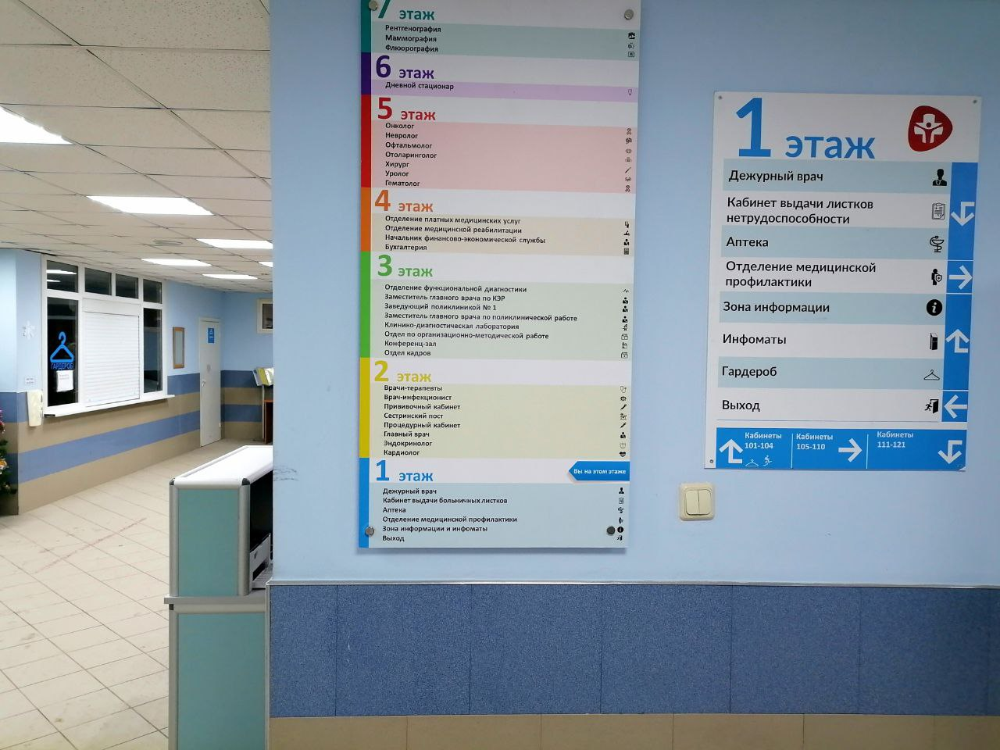 7 этаж
Рентгенография
Маммография
Флюорография
6 этаж
Дневной стационар
5 этаж
Онколог
Невролог
Офтальмолог
Отоларинголог
Хирург
Уролог
Гематолог
4 этаж
Отделение платных медицинских услуг
Отделение медицинской реабилитации
Начальник финансово-экономической службы
Бухгалтерия
3 этаж
Отделение функциональной диагностики
Заместитель главного врача по КЭР
Заведующий поликлиникой № 1
Заместитель главного врача по поликлинической работе
Клинико-диагностическая лаборатория
Отдел по организационно-методической работе
Конференц-зал
Отдел кадров
2 этаж
Врачи-терапевты
Врач-инфекционист
Прививочный кабинет
Сестринский пост
Процедурный кабинет
Главный врач
Эндокринолог
Кардиолог
1 этаж
Вы на этом этаже
Дежурный врач
Кабинет выдачи больничных листков
Аптека
Отделение медицинской профилактики
Зона информации и инфоматы
Выход
1 этаж
Дежурный врач
Кабинет выдачи листков
нетрудоспособности
Аптека
Отделение медицинской
профилактики
Зона информации
Инфоматы
Гардероб
Выход
Кабинеты
101-104
Кабинеты
105-110
Кабинеты
111-121
ГАРДЕРОБ